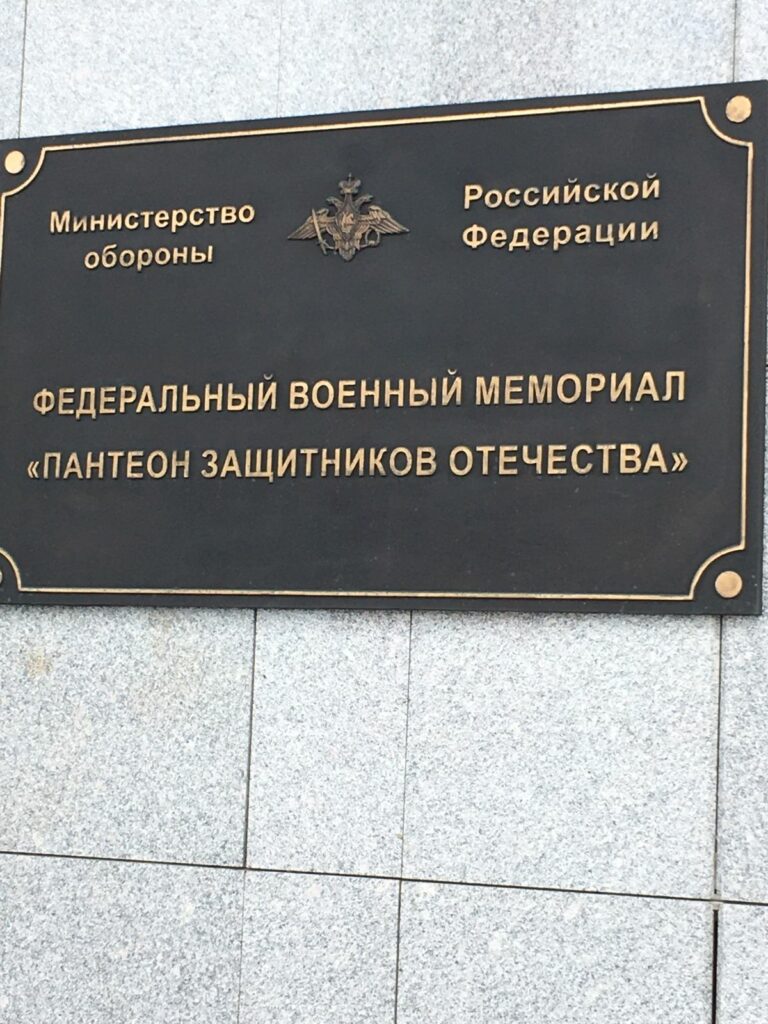 Министерство
обороны
Российской
Федерации
ФЕДЕРАЛЬНЫЙ ВОЕННЫЙ МЕМОРИАЛ
«ПАНТЕОН ЗАЩИТНИКОВ ОТЕЧЕСТВА»